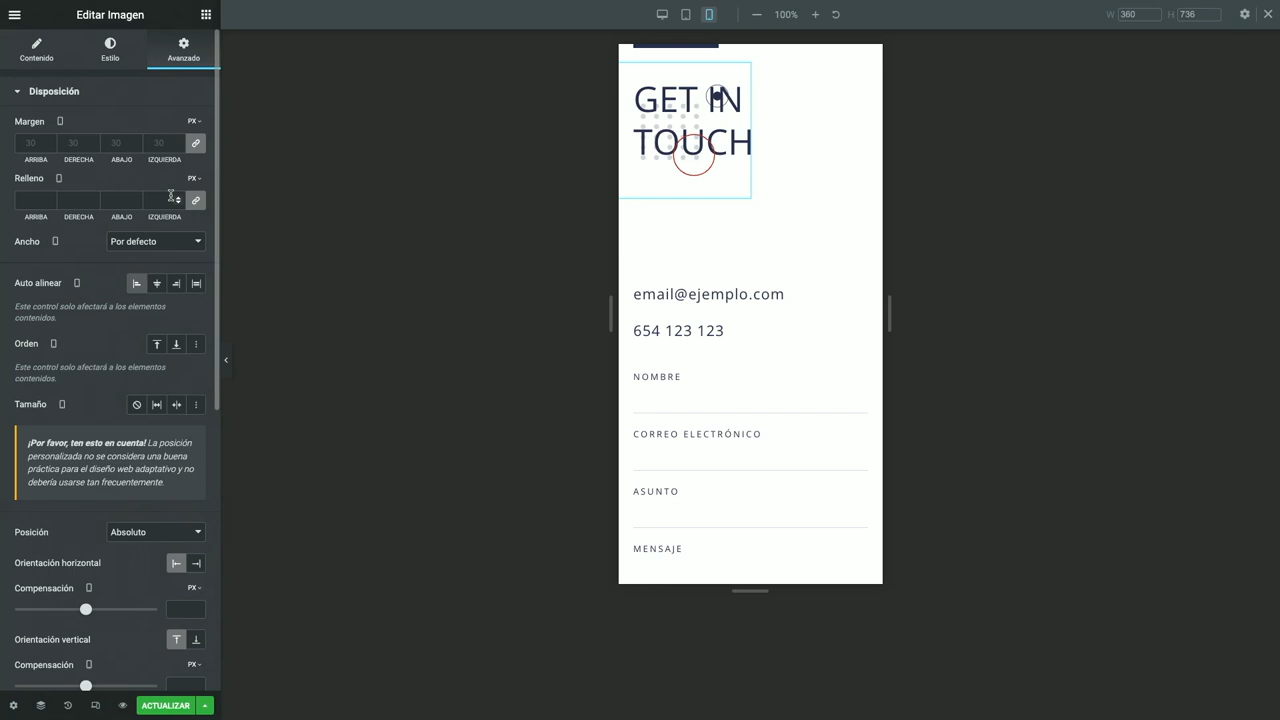 Editar Imagen
100%
W 360 H 736
Contenido Estilo Avanzado
Disposición
Margen PX
30 30 30 30
ARRIBA DERECHA ABAJO IZQUIERDA
Relleno PX
ARRIBA DERECHA ABAJO IZQUIERDA
Ancho Por defecto
Auto alinear
Este control solo afectará a los elementos
contenidos.
Orden
Este control solo afectará a los elementos
contenidos.
Tamaño
¡Por favor, ten esto en cuenta! La posición
personalizada no se considera una buena
práctica para el diseño web adaptativo y no
debería usarse tan frecuentemente.
Posición Absoluto
Orientación horizontal
Compensación PX
Orientación vertical
Compensación PX
ACTUALIZAR
GET IN
TOUCH
email@ejemplo.com
654 123 123
NOMBRE
CORREO ELECTRÓNICO
ASUNTO
MENSAJE